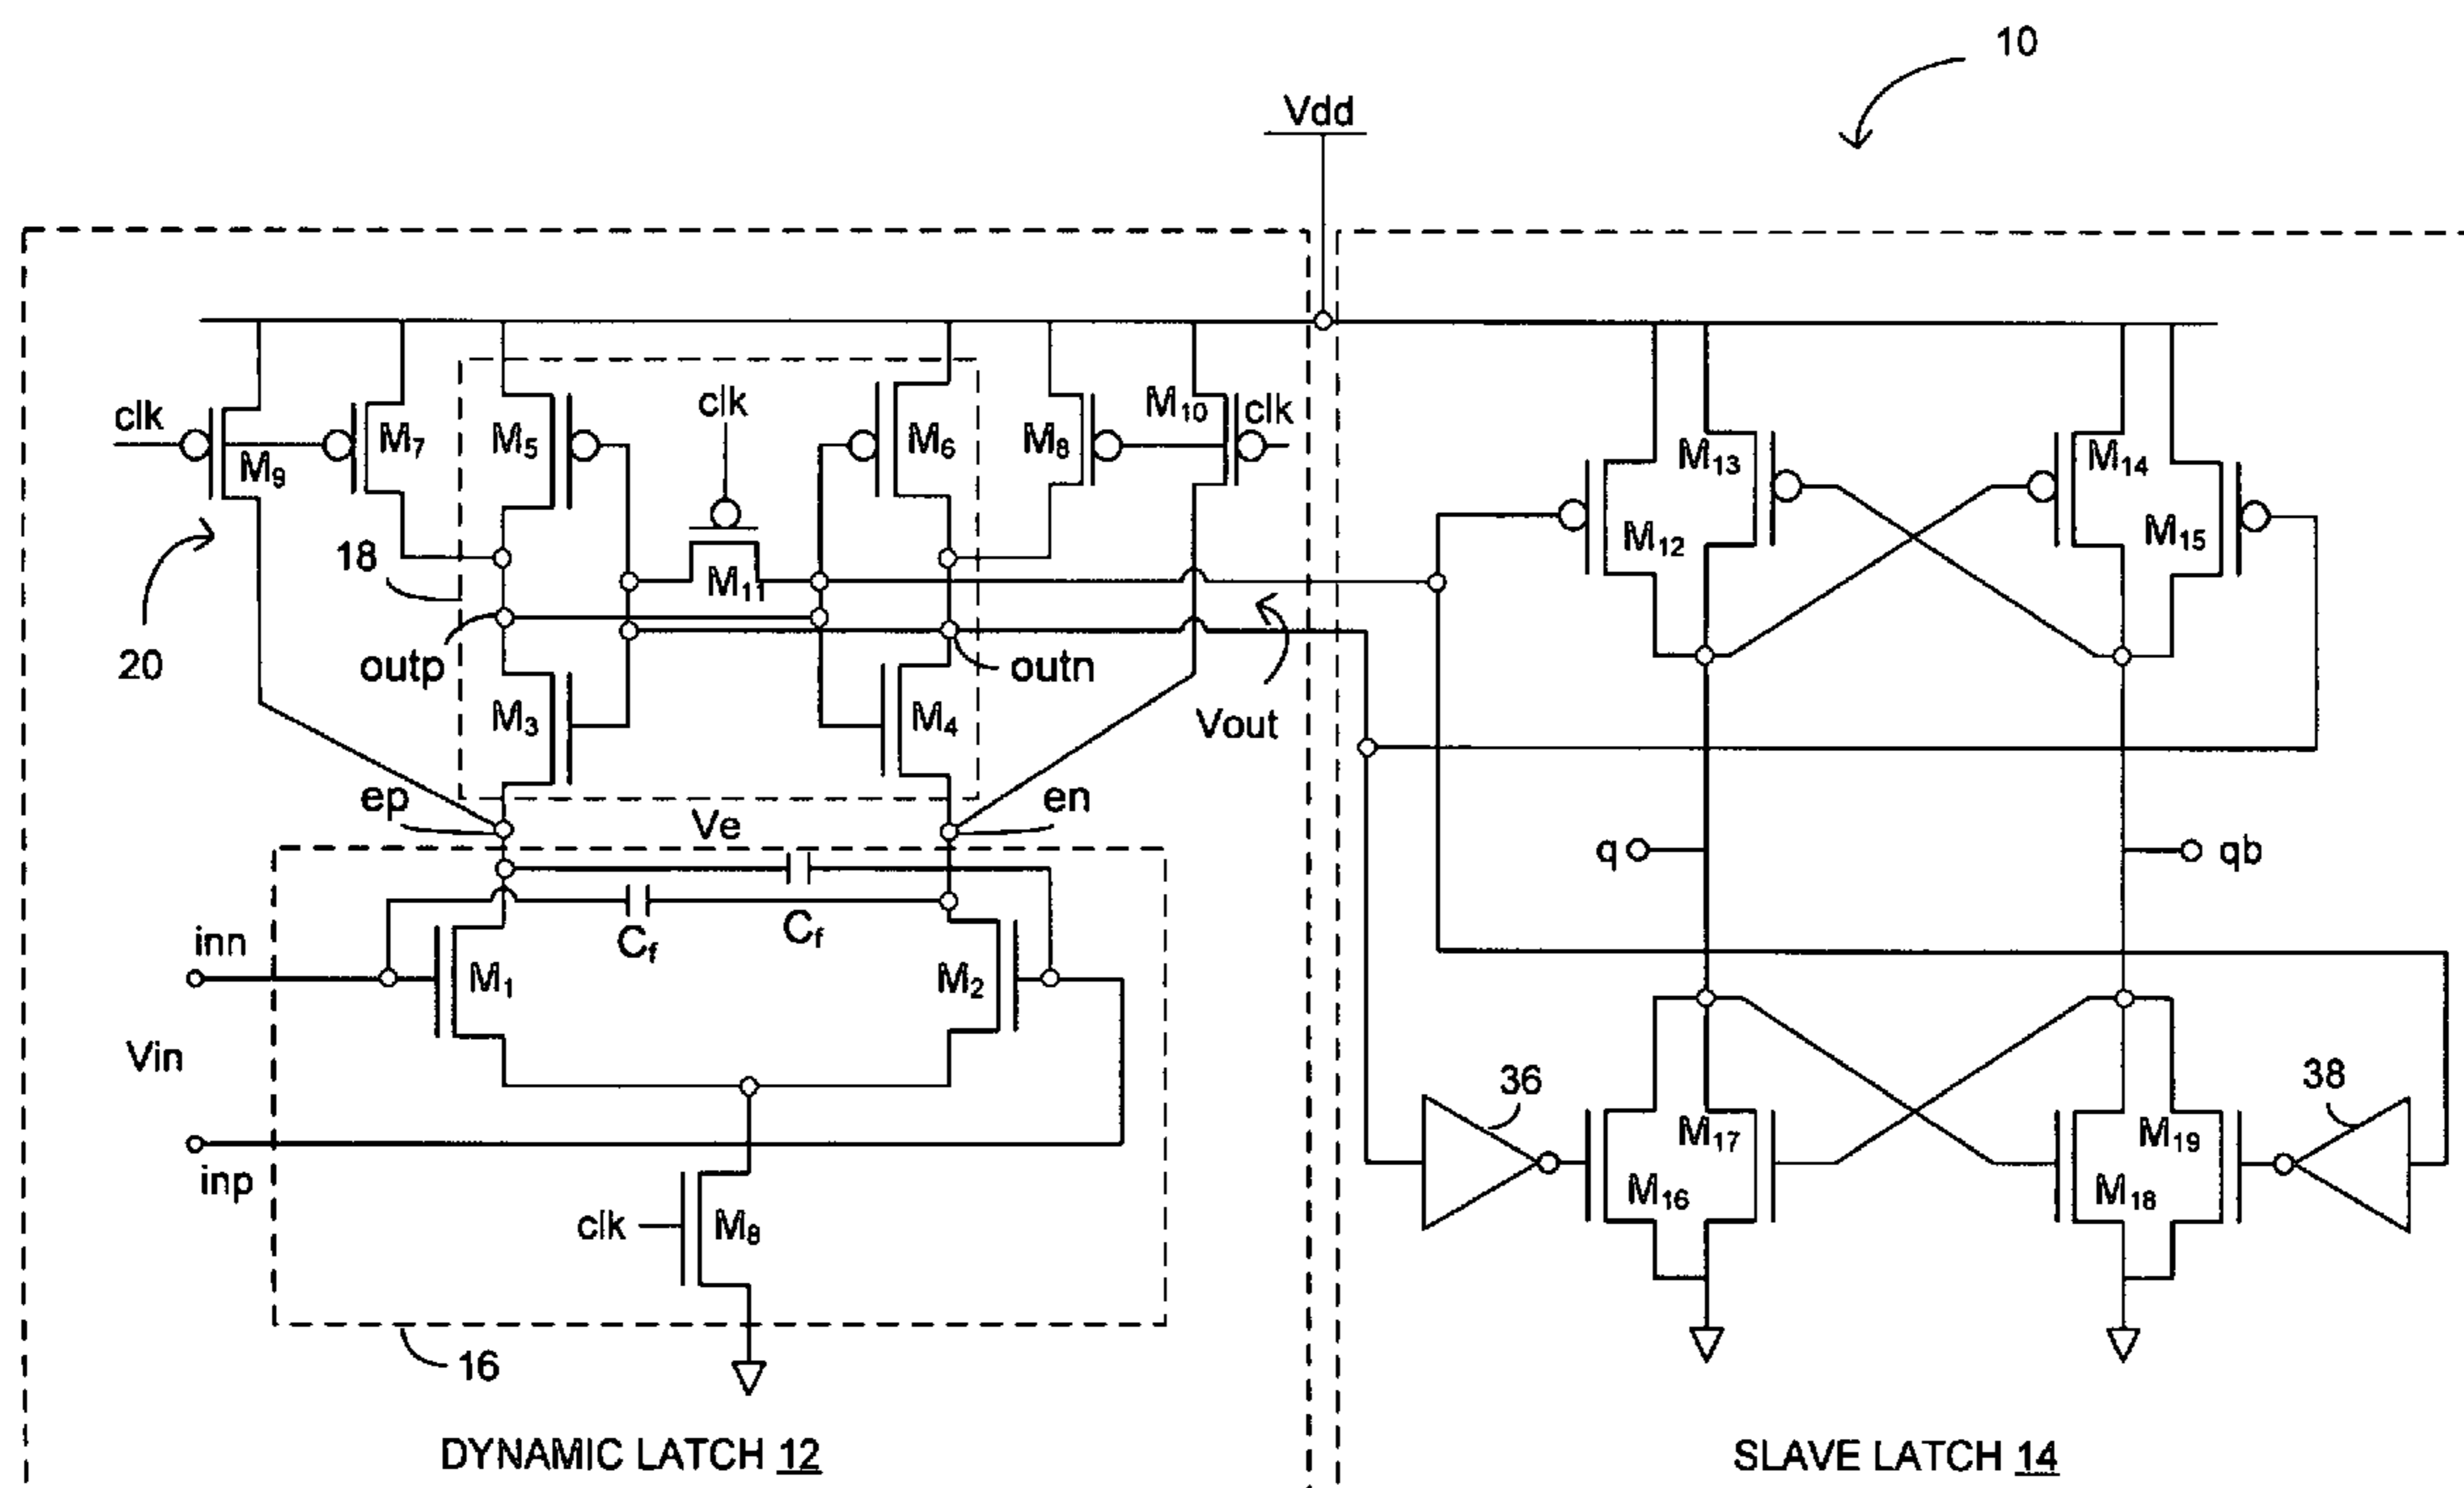 10
Vdd
clk
M9
M7
M5
clk
M6
M8
M10
clk
M11
18
20
outp
outn
M3
M4
Vout
ep
Ve
en
inn
Cf
Cf
M1
M2
Vin
inp
clk
M8
16
DYNAMIC LATCH 12
M13
M12
M14
M15
q
qb
36
38
M17
M16
M19
M18
SLAVE LATCH 14